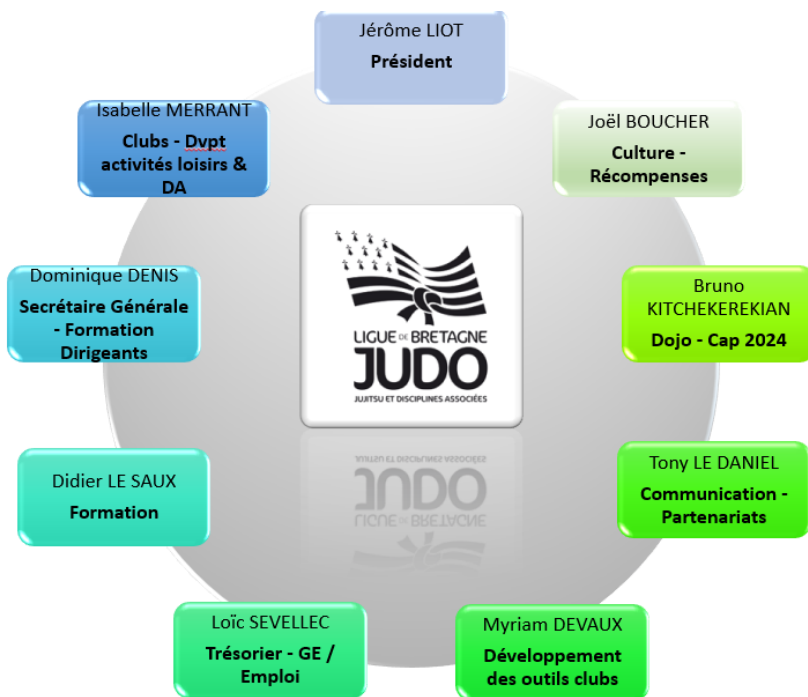 Jérôme LIOT
Président
Joël BOUCHER
Culture -
Récompenses
Bruno
KITCHEKEREKIAN
Dojo - Cap 2024
Tony LE DANIEL
Communication -
Partenariats
Myriam DEVAUX
Développement
des outils clubs
Loïc SEVELLEC
Trésorier - GE /
Emploi
Didier LE SAUX
Formation
Dominique DENIS
Secrétaire Générale
- Formation
Dirigeants
Isabelle MERRANT
Clubs - Dvpt
activités loisirs &
DA
LIGUE DE BRETAGNE
JUDO
JUJITSU ET DISCIPLINES ASSOCIÉES